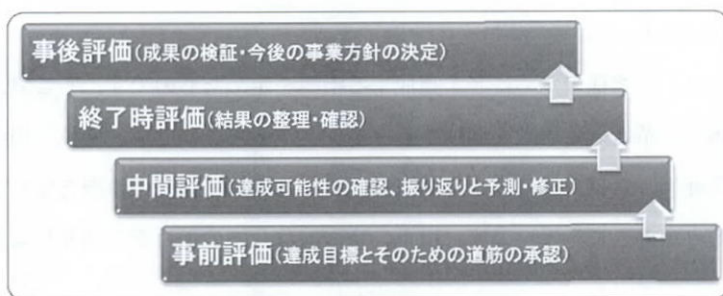 事後評価(成果の検証・今後の事業方針の決定)
終了時評価(結果の整理・確認)
中間評価(達成可能性の確認、振り返りと予測・修正)
事前評価(達成目標とそのための道筋の承認)